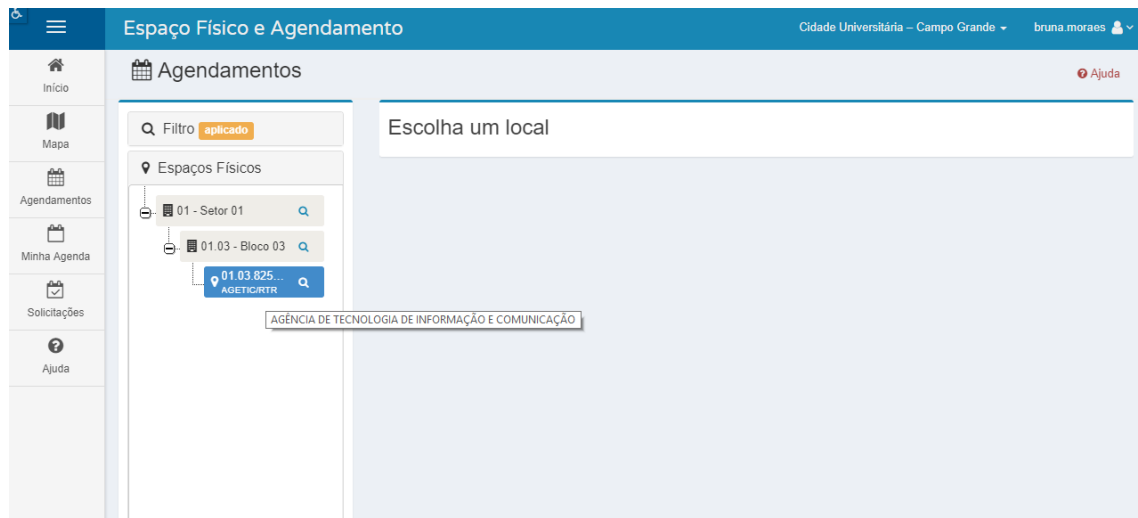 Espaço Físico e Agendamento
Cidade Universitária – Campo Grande
bruna.moraes
Início
Mapa
Agendamentos
Minha Agenda
Solicitações
Ajuda
Agendamentos
Ajuda
Filtro aplicado
Espaços Físicos
01 - Setor 01
01.03 - Bloco 03
01.03.825...
AGETIC/RTR
AGÊNCIA DE TECNOLOGIA DE INFORMAÇÃO E COMUNICAÇÃO
Escolha um local